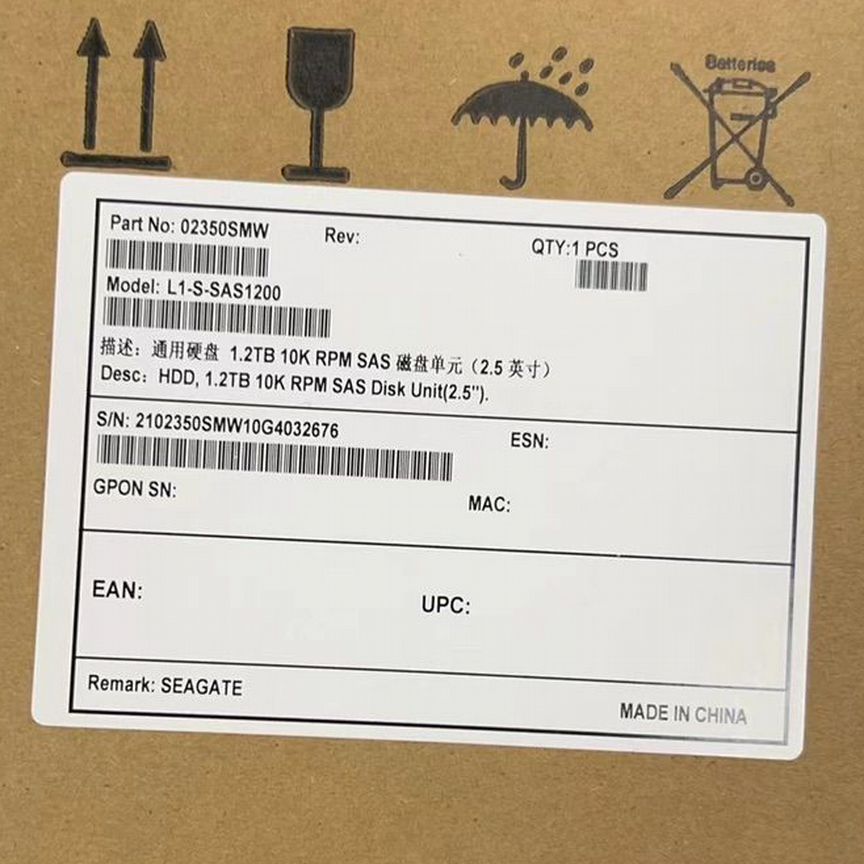 Batteries
Part No: 02350SMW
Rev:
QTY:1 PCS
Model: L1-S-SAS1200
描述：通用硬盘 1.2TB 10K RPM SAS 磁盘单元（2.5 英寸）
Desc：HDD, 1.2TB 10K RPM SAS Disk Unit(2.5").
S/N: 2102350SMW10G4032676
ESN:
GPON SN:
MAC:
EAN:
UPC:
Remark: SEAGATE
MADE IN CHINA